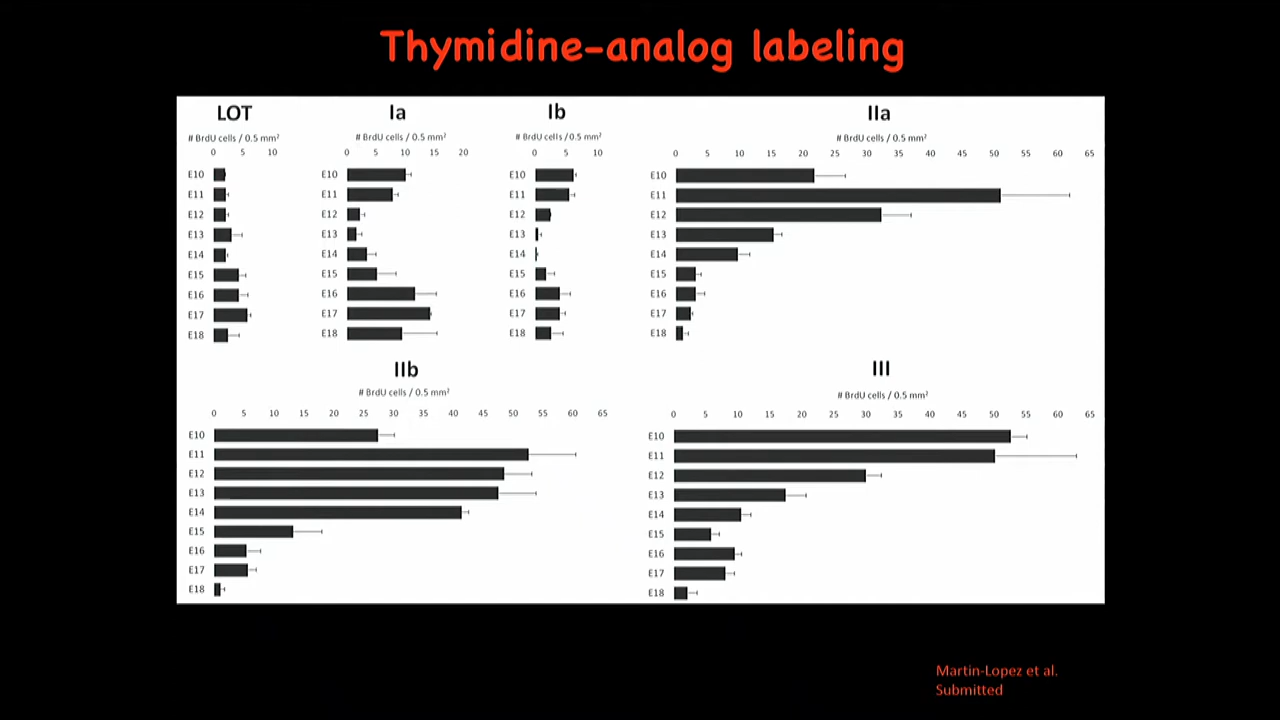 Thymidine-analog labeling
LOT
# BrdU cells / 0.5 mm²
0 5 10
E10
E11
E12
E13
E14
E15
E16
E17
E18
Ia
# BrdU cells / 0.5 mm²
0 5 10 15 20
E10
E11
E12
E13
E14
E15
E16
E17
E18
Ib
# BrdU cells / 0.5 mm²
0 5 10
E10
E11
E12
E13
E14
E15
E16
E17
E18
IIa
# BrdU cells / 0.5 mm²
0 5 10 15 20 25 30 35 40 45 50 55 60 65
E10
E11
E12
E13
E14
E15
E16
E17
E18
IIb
# BrdU cells / 0.5 mm²
0 5 10 15 20 25 30 35 40 45 50 55 60 65
E10
E11
E12
E13
E14
E15
E16
E17
E18
III
# BrdU cells / 0.5 mm²
0 5 10 15 20 25 30 35 40 45 50 55 60 65
E10
E11
E12
E13
E14
E15
E16
E17
E18
Martin-Lopez et al.
Submitted